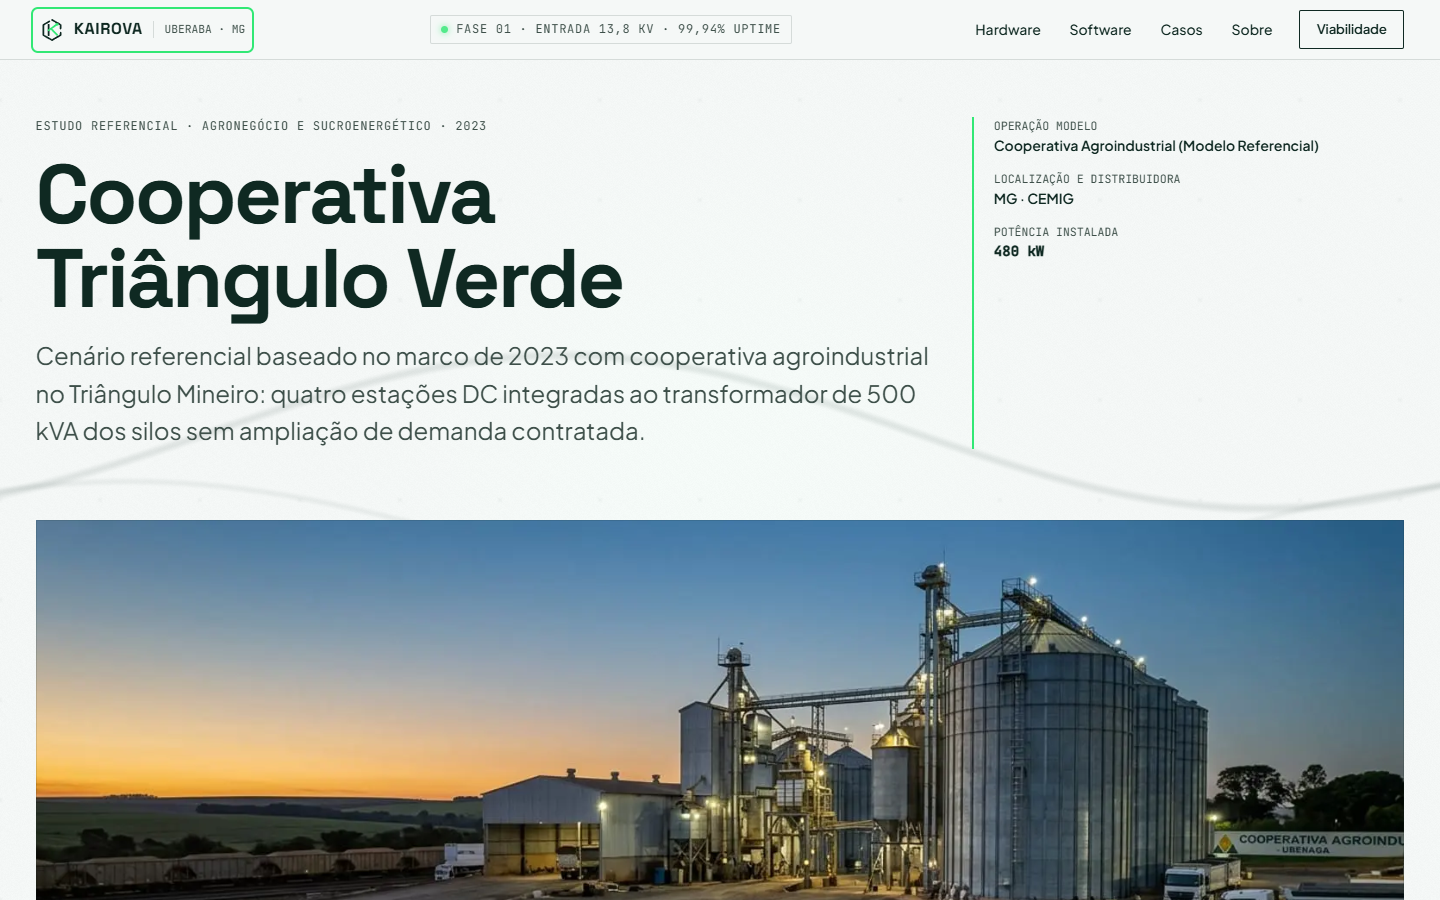 KAIROVA
UBERABA · MG
FASE 01 · ENTRADA 13,8 KV · 99,94% UPTIME
Hardware
Software
Casos
Sobre
Viabilidade
ESTUDO REFERENCIAL · AGRONEGÓCIO E SUCROENERGÉTICO · 2023
Cooperativa
Triângulo Verde
Cenário referencial baseado no marco de 2023 com cooperativa agroindustrial
no Triângulo Mineiro: quatro estações DC integradas ao transformador de 500
kVA dos silos sem ampliação de demanda contratada.
OPERAÇÃO MODELO
Cooperativa Agroindustrial (Modelo Referencial)
LOCALIZAÇÃO E DISTRIBUIDORA
MG · CEMIG
POTÊNCIA INSTALADA
480 kW
COOPERATIVA AGROINDU
- UBENAGA